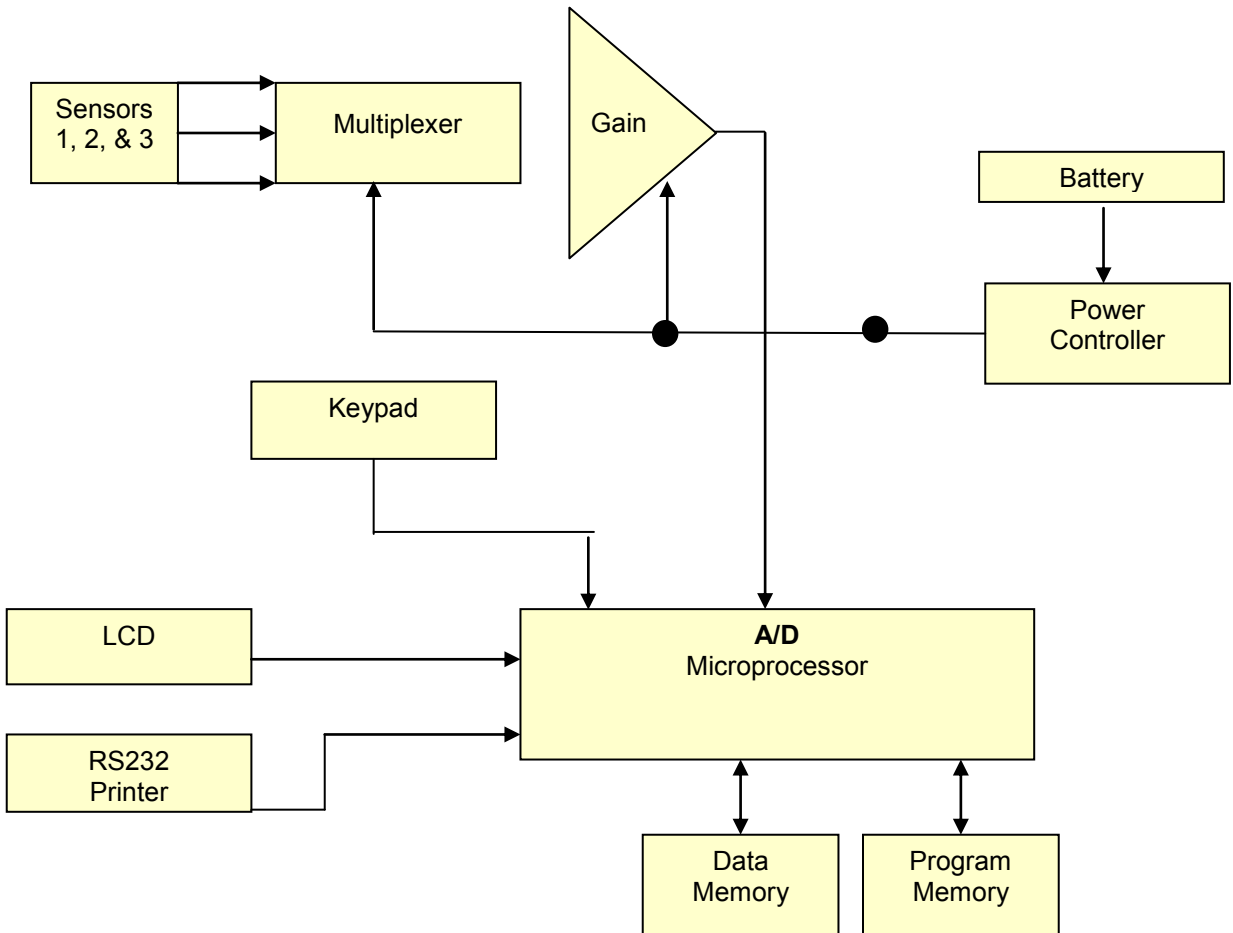 Sensors
1, 2, & 3
Multiplexer
Gain
Battery
Power
Controller
Keypad
LCD
A/D
Microprocessor
RS232
Printer
Data
Memory
Program
Memory